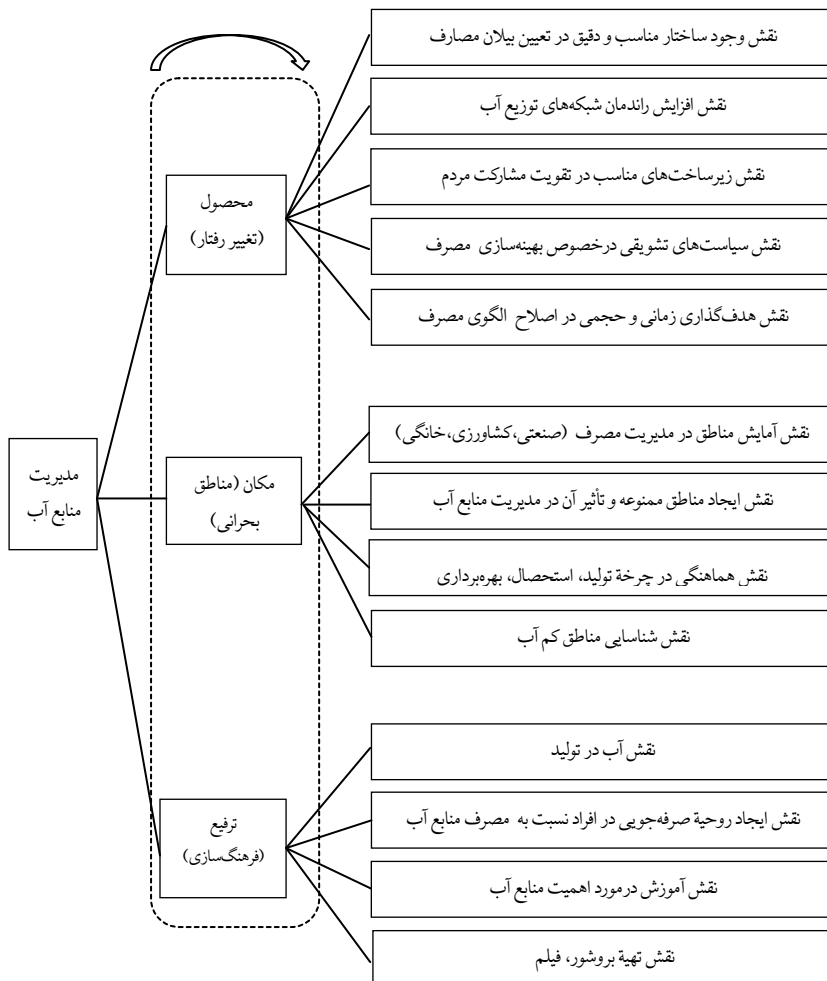 نقش وجود ساختار مناسب و دقیق در تعیین بیلان مصارف
نقش افزایش راندمان شبکه‌های توزیع آب
نقش زیرساخت‌های مناسب در تقویت مشارکت مردم
نقش سیاست‌های تشویقی درخصوص بهینه‌سازی مصرف
نقش هدف‌گذاری زمانی و حجمی در اصلاح الگوی مصرف
محصول
(تغییر رفتار)
نقش آمایش مناطق در مدیریت مصرف (صنعتی،کشاورزی،خانگی)
نقش ایجاد مناطق ممنوعه و تأثیر آن در مدیریت منابع آب
نقش هماهنگی در چرخة تولید، استحصال، بهره‌برداری
نقش شناسایی مناطق کم آب
مکان (مناطق
بحرانی)
مدیریت
منابع آب
نقش آب در تولید
نقش ایجاد روحیة صرفه‌جویی در افراد نسبت به مصرف منابع آب
نقش آموزش درمورد اهمیت منابع آب
نقش تهیة بروشور، فیلم
ترفیع
(فرهنگ‌سازی)